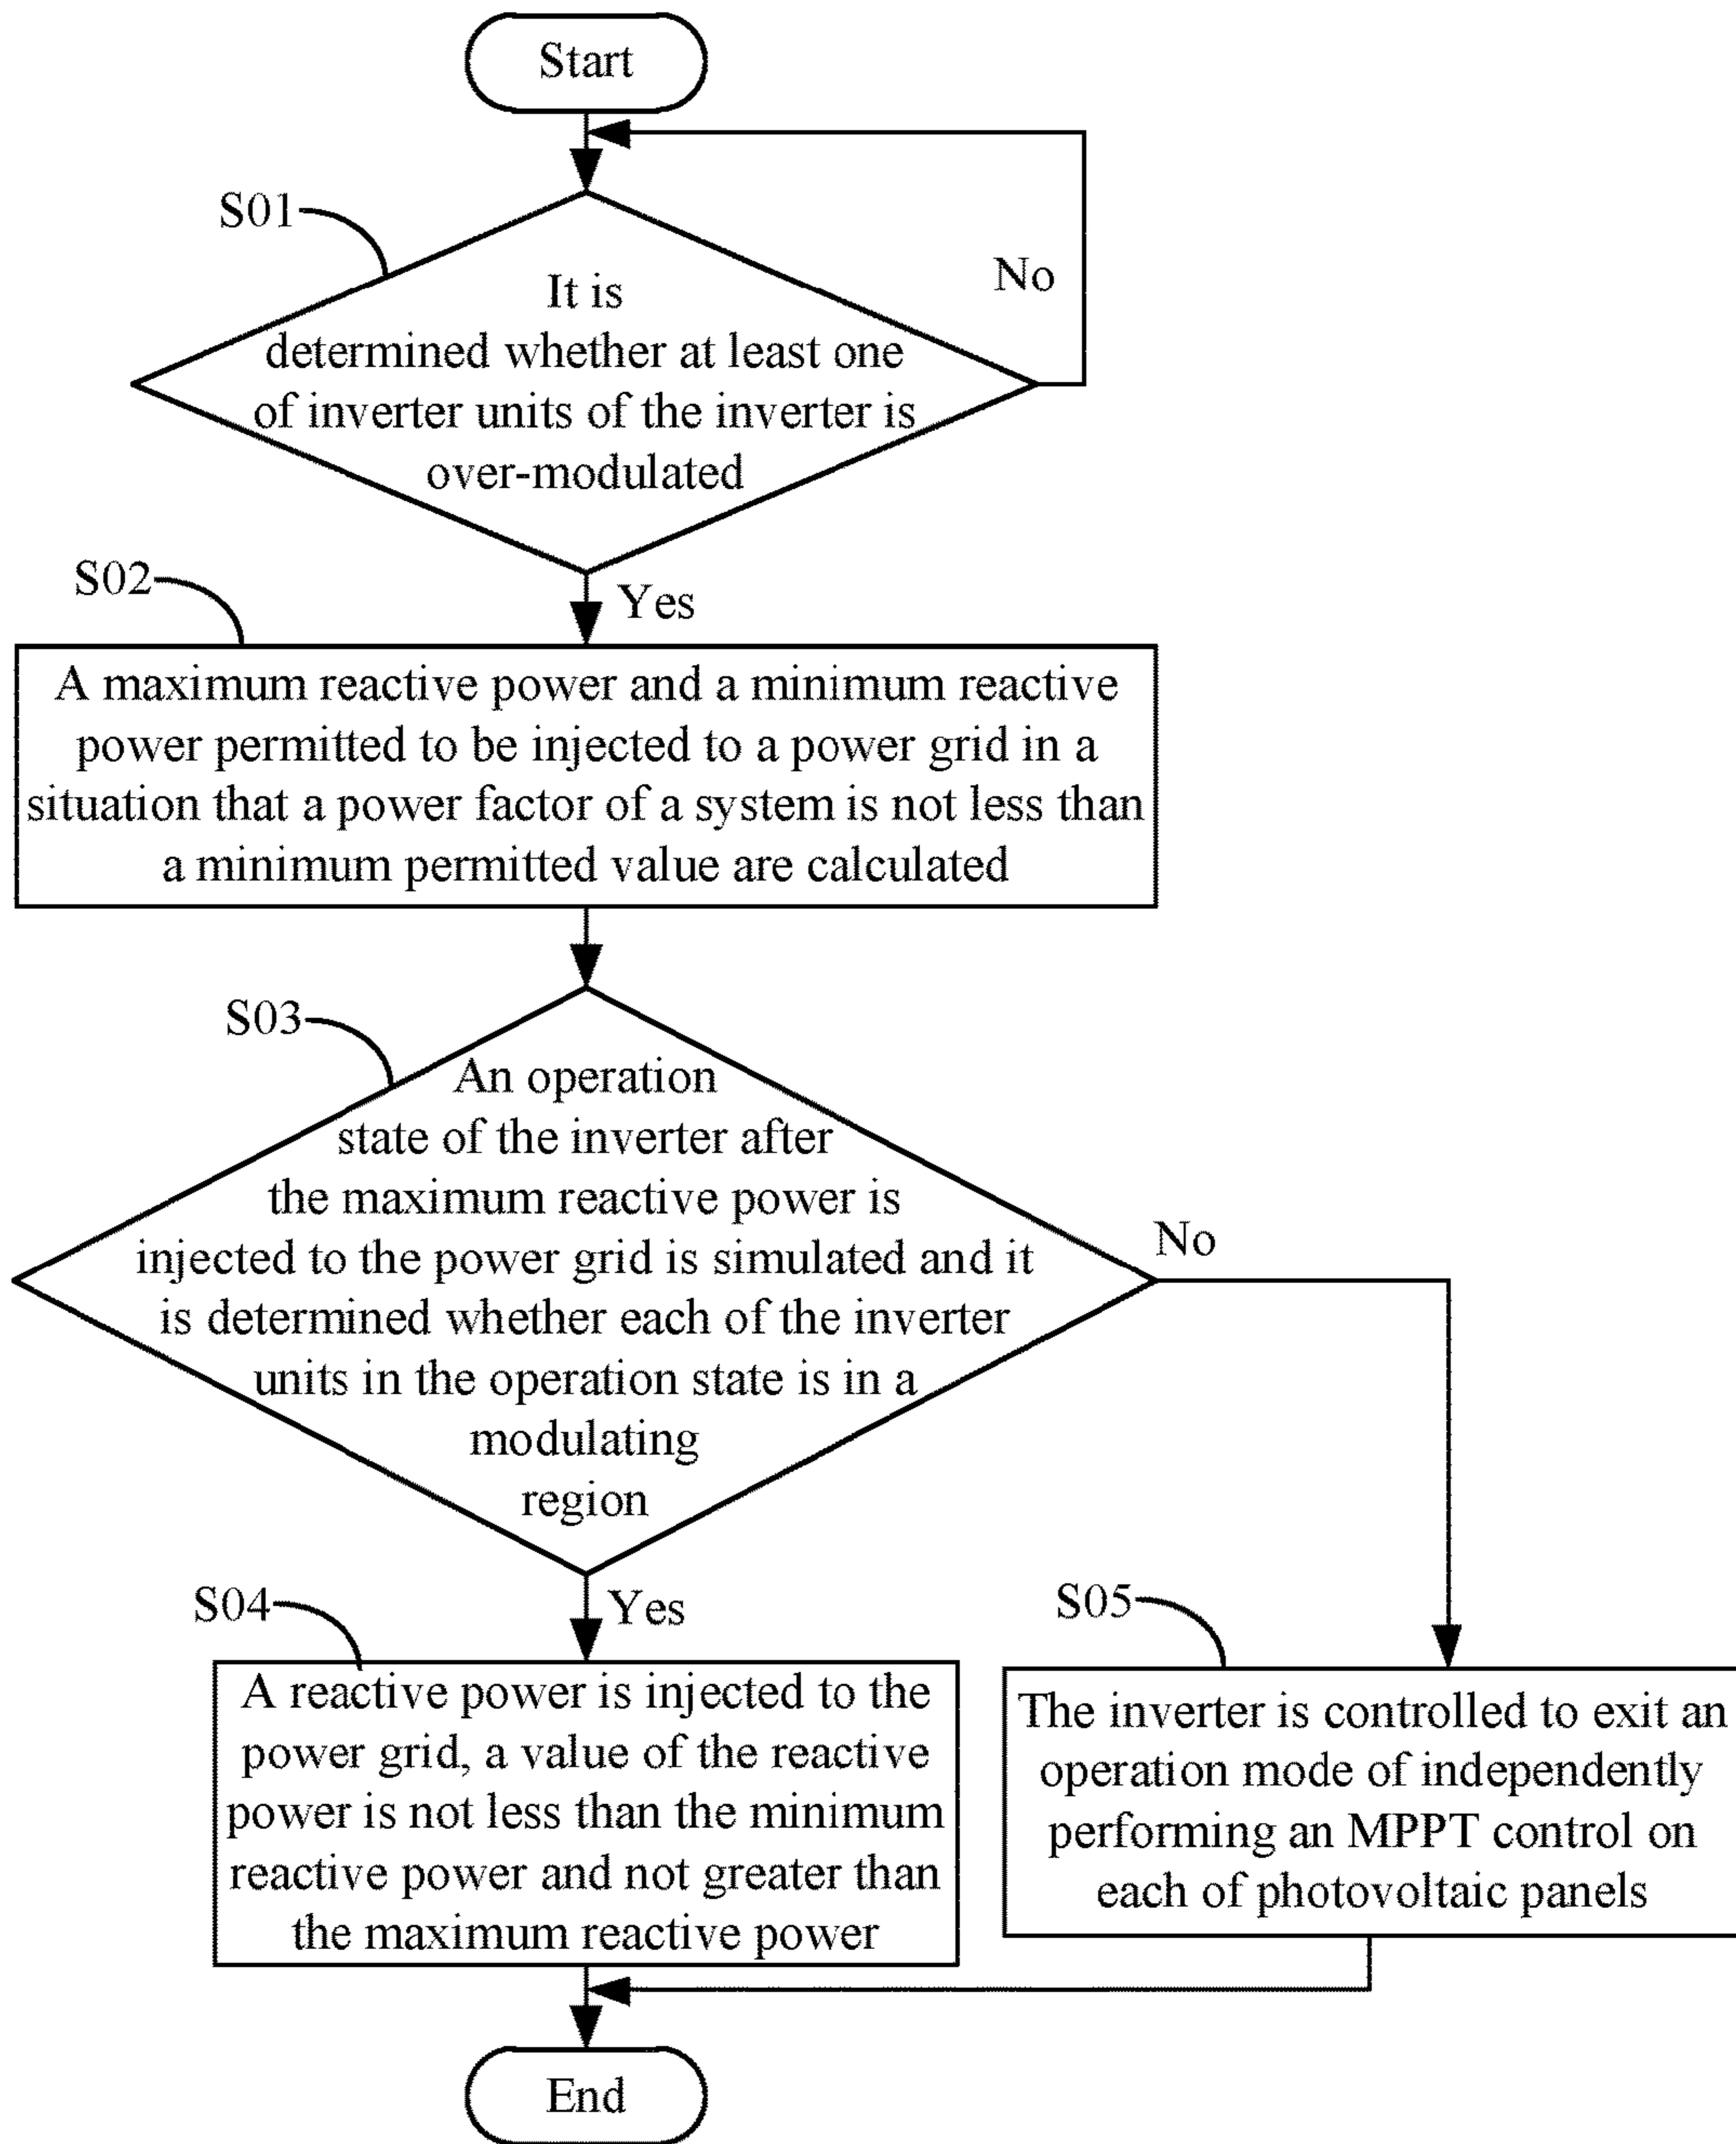 Start
S01
No
It is
determined whether at least one
of inverter units of the inverter is
over-modulated
S02
Yes
A maximum reactive power and a minimum reactive
power permitted to be injected to a power grid in a
situation that a power factor of a system is not less than
a minimum permitted value are calculated
S03
An operation
state of the inverter after
the maximum reactive power is
injected to the power grid is simulated and it
is determined whether each of the inverter
units in the operation state is in a
modulating
region
No
S04
Yes
S05
A reactive power is injected to the
power grid, a value of the reactive
power is not less than the minimum
reactive power and not greater than
the maximum reactive power
The inverter is controlled to exit an
operation mode of independently
performing an MPPT control on
each of photovoltaic panels
End